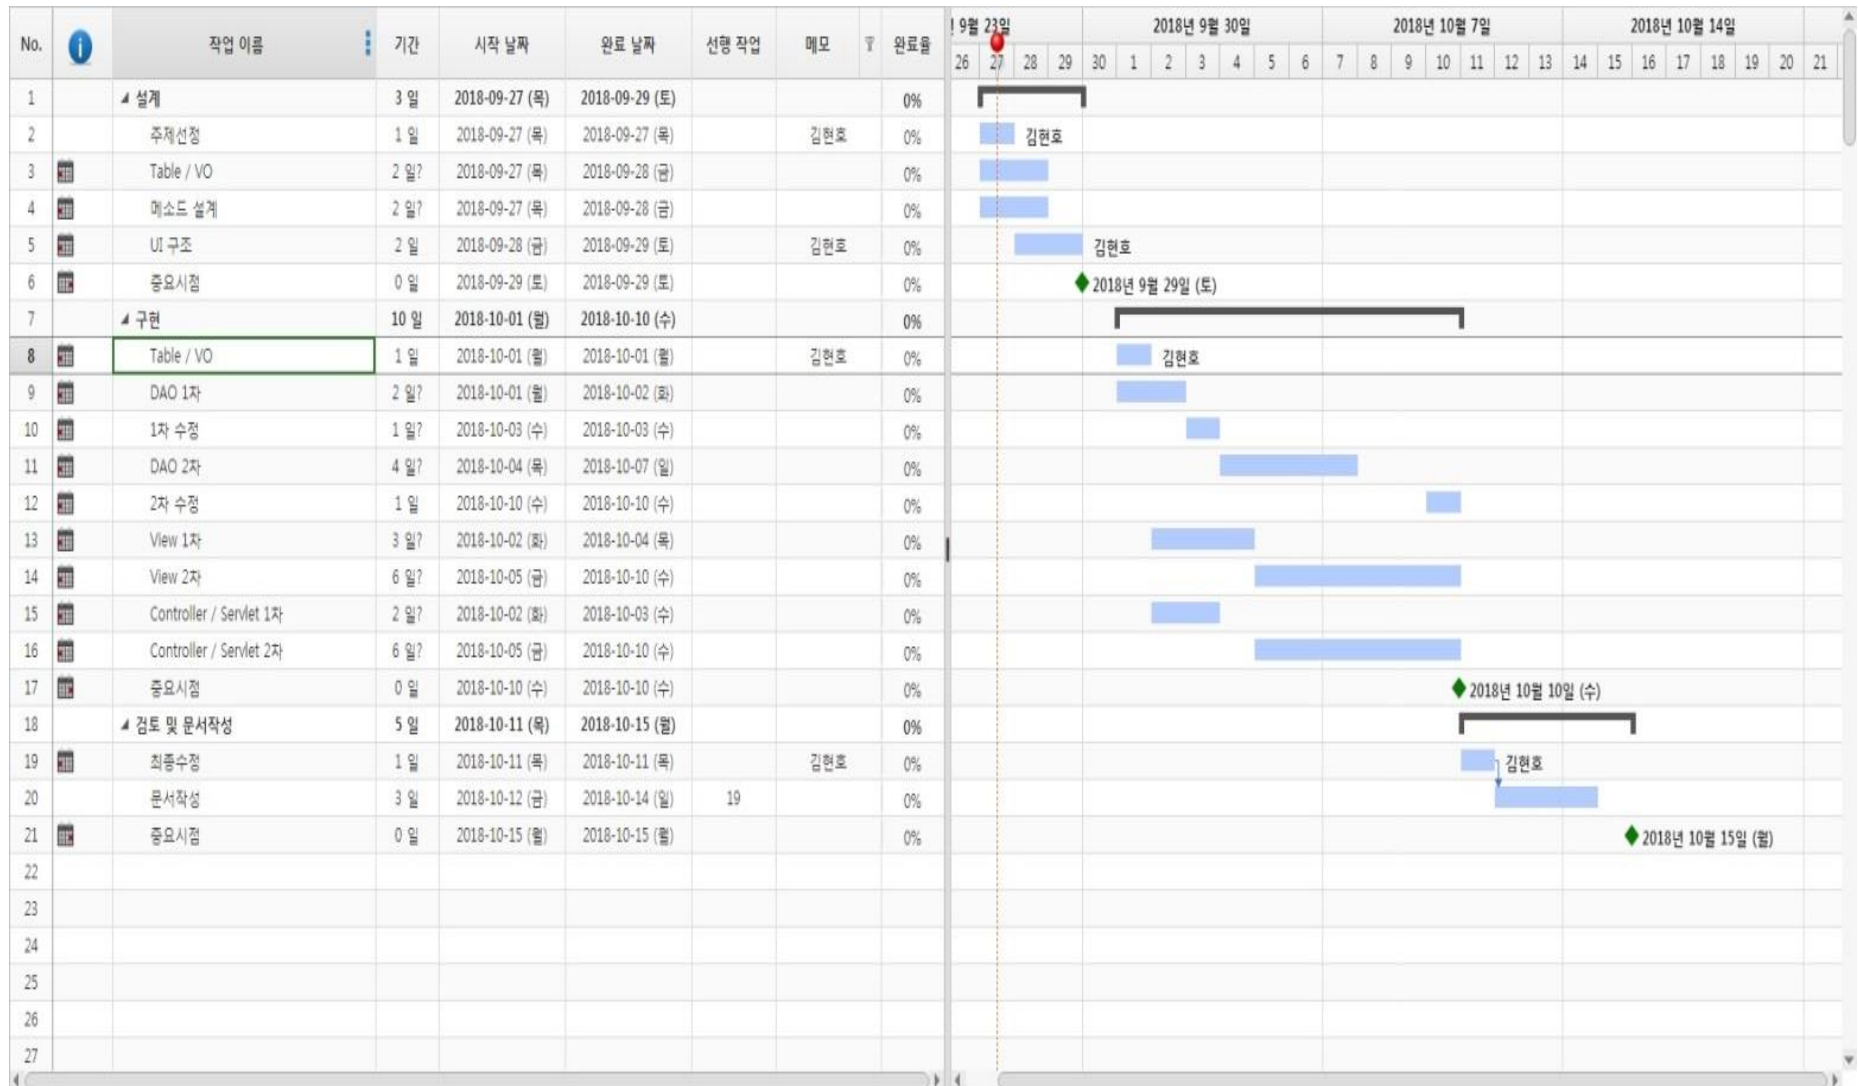 No. 작업 이름 기간 시작 날짜 완료 날짜 선행 작업 메모 완료율
1 설계 3 일 2018-09-27 (목) 2018-09-29 (토) 0%
2 주제선정 1 일 2018-09-27 (목) 2018-09-27 (목) 김현호 0%
3 Table / VO 2 일? 2018-09-27 (목) 2018-09-28 (금) 0%
4 메소드 설계 2 일? 2018-09-27 (목) 2018-09-28 (금) 0%
5 UI 구조 2 일 2018-09-28 (금) 2018-09-29 (토) 김현호 0%
6 중요시점 0 일 2018-09-29 (토) 2018-09-29 (토) 0%
7 구현 10 일 2018-10-01 (월) 2018-10-10 (수) 0%
8 Table / VO 1 일 2018-10-01 (월) 2018-10-01 (월) 김현호 0%
9 DAO 1차 2 일? 2018-10-01 (월) 2018-10-02 (화) 0%
10 1차 수정 1 일? 2018-10-03 (수) 2018-10-03 (수) 0%
11 DAO 2차 4 일? 2018-10-04 (목) 2018-10-07 (일) 0%
12 2차 수정 1 일 2018-10-10 (수) 2018-10-10 (수) 0%
13 View 1차 3 일? 2018-10-02 (화) 2018-10-04 (목) 0%
14 View 2차 6 일? 2018-10-05 (금) 2018-10-10 (수) 0%
15 Controller / Servlet 1차 2 일? 2018-10-02 (화) 2018-10-03 (수) 0%
16 Controller / Servlet 2차 6 일? 2018-10-05 (금) 2018-10-10 (수) 0%
17 중요시점 0 일 2018-10-10 (수) 2018-10-10 (수) 0%
18 검토 및 문서작성 5 일 2018-10-11 (목) 2018-10-15 (월) 0%
19 최종수정 1 일 2018-10-11 (목) 2018-10-11 (목) 김현호 0%
20 문서작성 3 일 2018-10-12 (금) 2018-10-14 (일) 19 0%
21 중요시점 0 일 2018-10-15 (월) 2018-10-15 (월) 0%
22
23
24
25
26
27
9월 23일 2018년 9월 30일 2018년 10월 7일 2018년 10월 14일
26 27 28 29 30 1 2 3 4 5 6 7 8 9 10 11 12 13 14 15 16 17 18 19 20 21
김현호
김현호
2018년 9월 29일 (토)
김현호
2018년 10월 10일 (수)
김현호
2018년 10월 15일 (월)